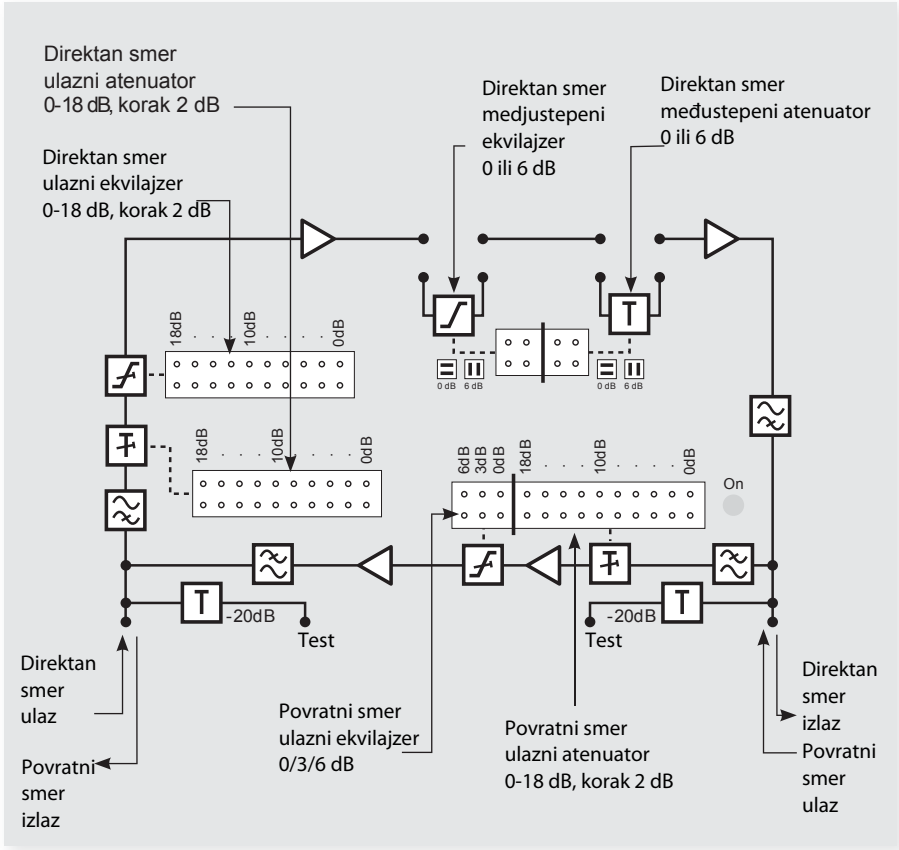 Direktan smer
ulazni atenuator
0-18 dB, korak 2 dB
Direktan smer
ulazni ekvilajzer
0-18 dB, korak 2 dB
Direktan smer
medjustepeni
ekvilajzer
0 ili 6 dB
Direktan smer
međustepeni atenuator
0 ili 6 dB
18dB . . . 10dB . . . . 0dB
T
0 dB 6 dB
0 dB 6 dB
18dB . . . 10dB . . . . 0dB
T
6dB 3dB 0dB 18dB . . . 10dB . . . . 0dB
On
T
T
-20dB
Test
T
-20dB
Test
Direktan
smer
ulaz
Povratni
smer
izlaz
Povratni smer
ulazni ekvilajzer
0/3/6 dB
Povratni smer
ulazni atenuator
0-18 dB, korak 2 dB
Direktan
smer
izlaz
Povratni
smer
ulaz